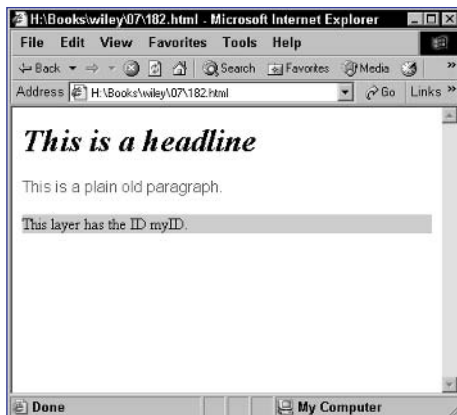 H:\Books\wiley\07\182.html - Microsoft Internet Explorer
File Edit View Favorites Tools Help
Back Search Favorites Media »
Address H:\Books\wiley\07\182.html Go Links »
This is a headline
This is a plain old paragraph.
This layer has the ID myID.
Done My Computer